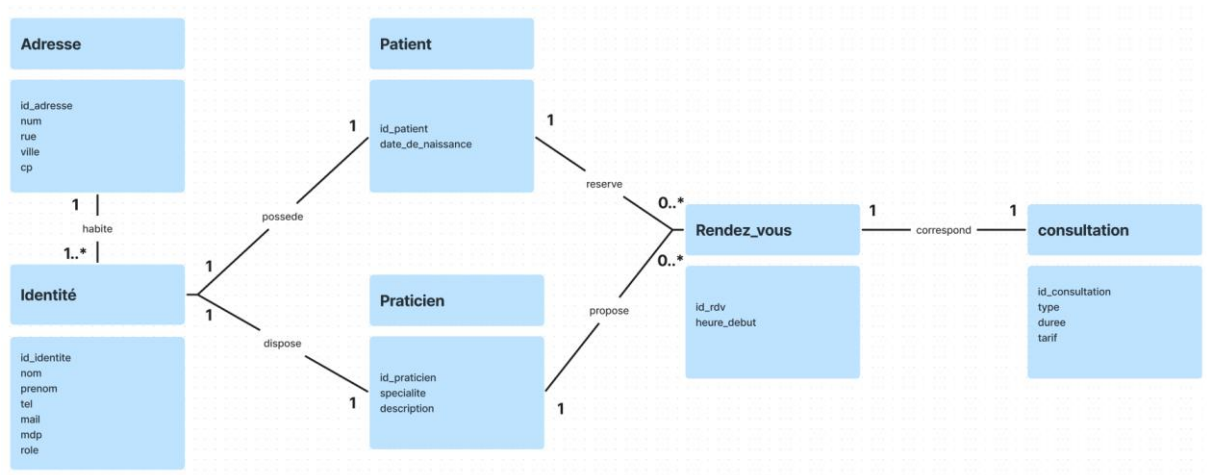 Adresse
id_adresse
num
rue
ville
cp
1
habite
1..*
Identité
id_identite
nom
prenom
tel
mail
mdp
role
1
possede
1
1
dispose
1
Patient
id_patient
date_de_naissance
Praticien
id_praticien
specialite
description
1
reserve
0..*
0..*
propose
1
Rendez_vous
id_rdv
heure_debut
1
correspond
1
consultation
id_consultation
type
duree
tarif